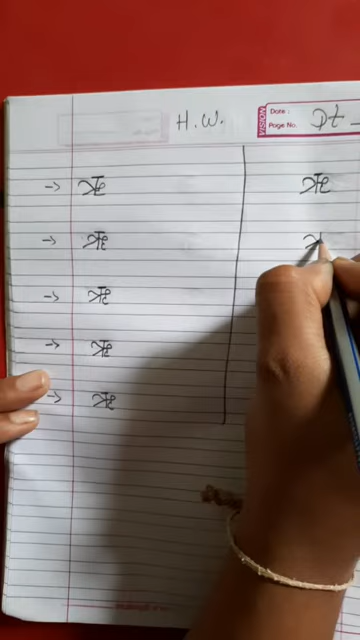 H.W.
VISION
Date :
Page No.
→ ऋ
→ ऋ
→ ऋ
→ ऋ
→ ऋ
ऋ